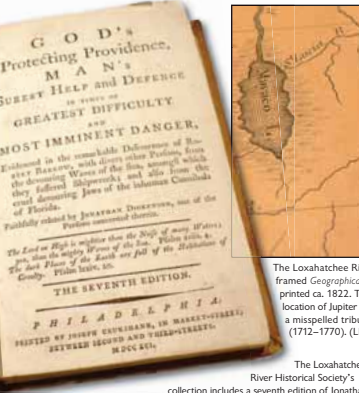 G O D's
Protecting Providence,
M A N's
SUREST HELP and DEFENCE
IN TIMES OF
GREATEST DIFFICULTY
AND
MOST IMMINENT DANGER,
Evidenced in the remarkable Deliverance of Ro-
BERT BARROW, with divers other Persons, from
the devouring Waves of the Sea, amongst which
they suffered Shipwreck; and also from the
cruel devouring Jaws of the inhuman Canibals
of Florida.
Faithfully related by JONATHAN DICKENSON, one of the
Persons concerned therein.
The Lord on High is mightier than the Noise of many Waters;
yea, than the mighty Waves of the Sea. Psalm
The dark Places of the Earth are full of the Habitations of
Cruelty. Psalm
THE SEVENTH EDITION.
P H I L A D E L P H I A:
PRINTED BY JOSEPH CRUKSHANK, IN MARKET-STREET,
BETWEEN SECOND AND THIRD-STREETS.
MDCCXCI.
Mayaco
S. Lucia R
The Loxahatchee Ri
framed Geographica
printed ca. 1822. T
location of Jupiter
a misspelled tribu
(1712–1770). (L
The Loxahatche
River Historical Society's
collection includes a seventh edition of Jonatha